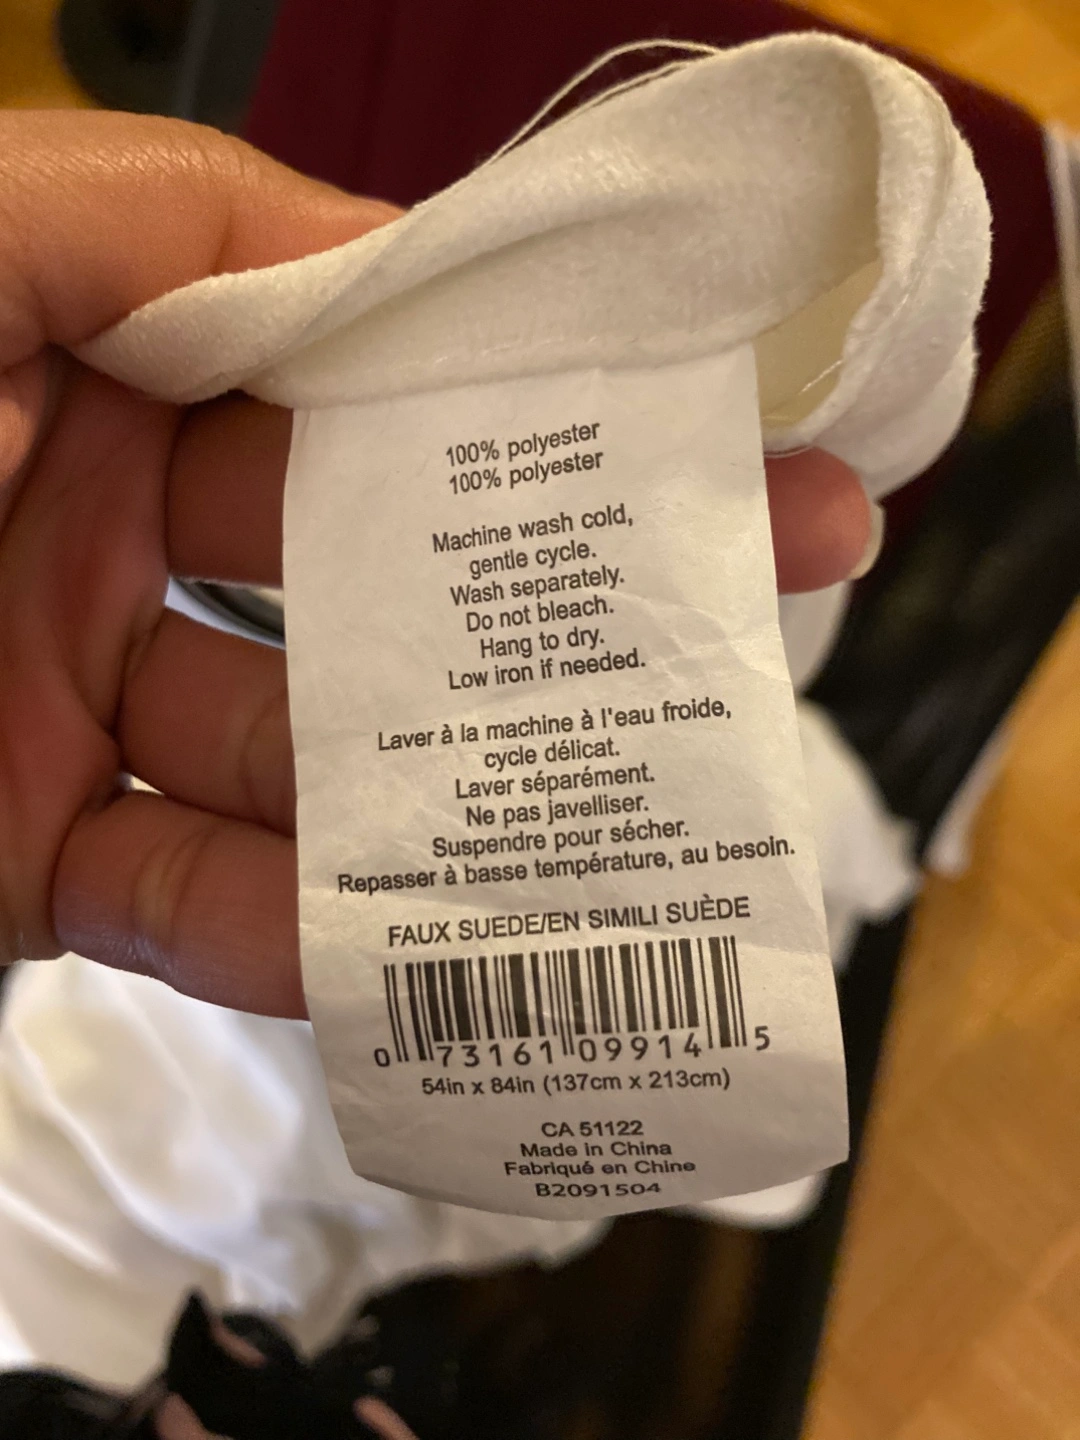 100% polyester
100% polyester
Machine wash cold,
gentle cycle.
Wash separately.
Do not bleach.
Hang to dry.
Low iron if needed.
Laver à la machine à l'eau froide,
cycle délicat.
Laver séparément.
Ne pas javelliser.
Suspendre pour sécher.
Repasser à basse température, au besoin.
FAUX SUEDE/EN SIMILI SUÈDE
0 73161 09914 5
54in x 84in (137cm x 213cm)
CA 51122
Made in China
Fabriqué en Chine
B2091504